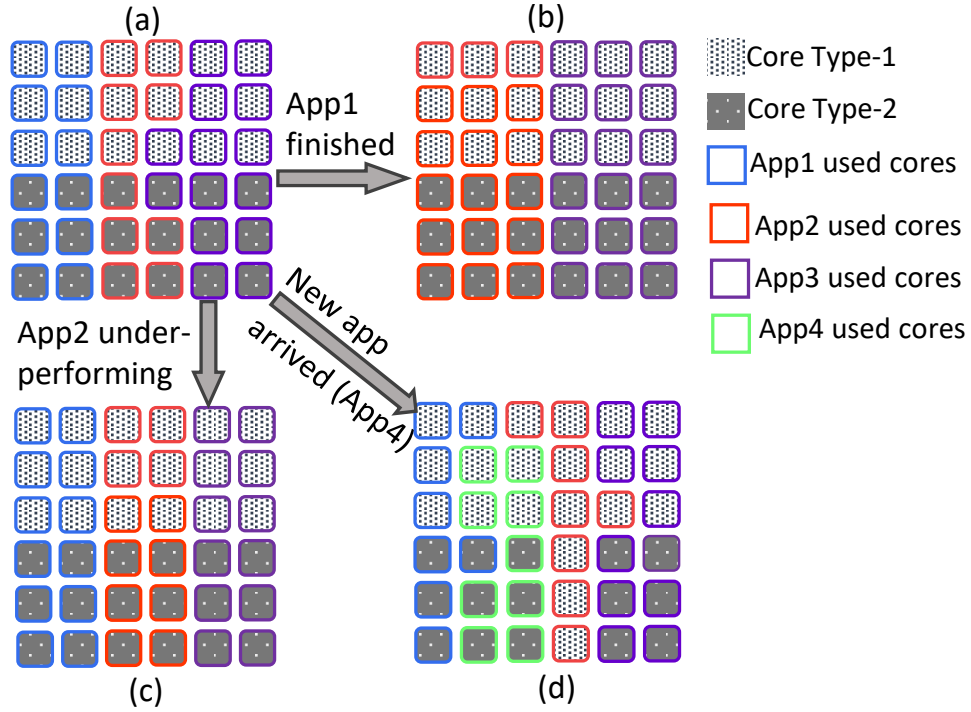 (a)
(b)
App1
finished
Core Type-1
Core Type-2
App1 used cores
App2 used cores
App3 used cores
App4 used cores
App2 under-
performing
New app
arrived (App4)
(c)
(d)